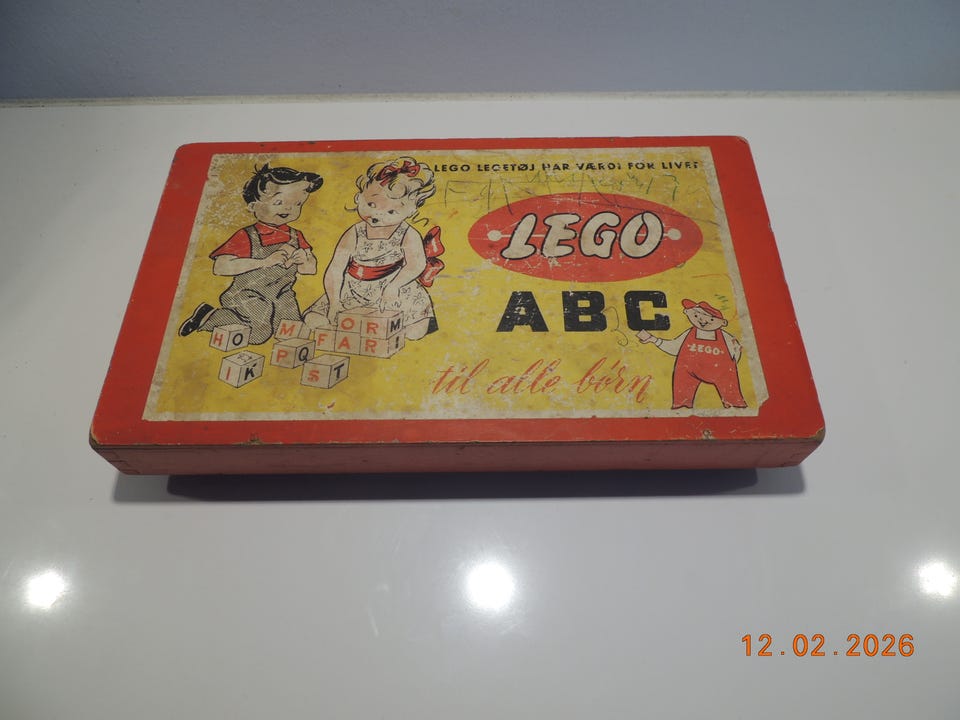 LEGO LEGETØJ HAR VÆRDI FOR LIVET
LEGO
ABC
til alle børn
LEGO
H O
M
O R M
F A R I
P Q
I K
S T
12.02.2026